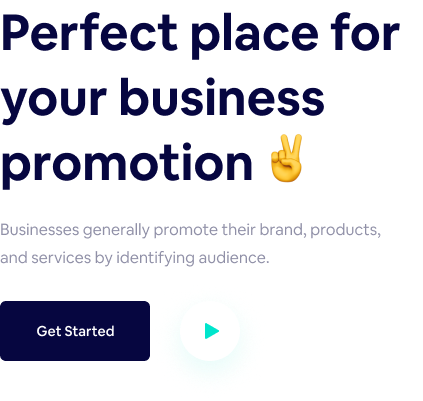 Perfect place for
your business
promotion ✌
Businesses generally promote their brand, products,
and services by identifying audience.
Get Started